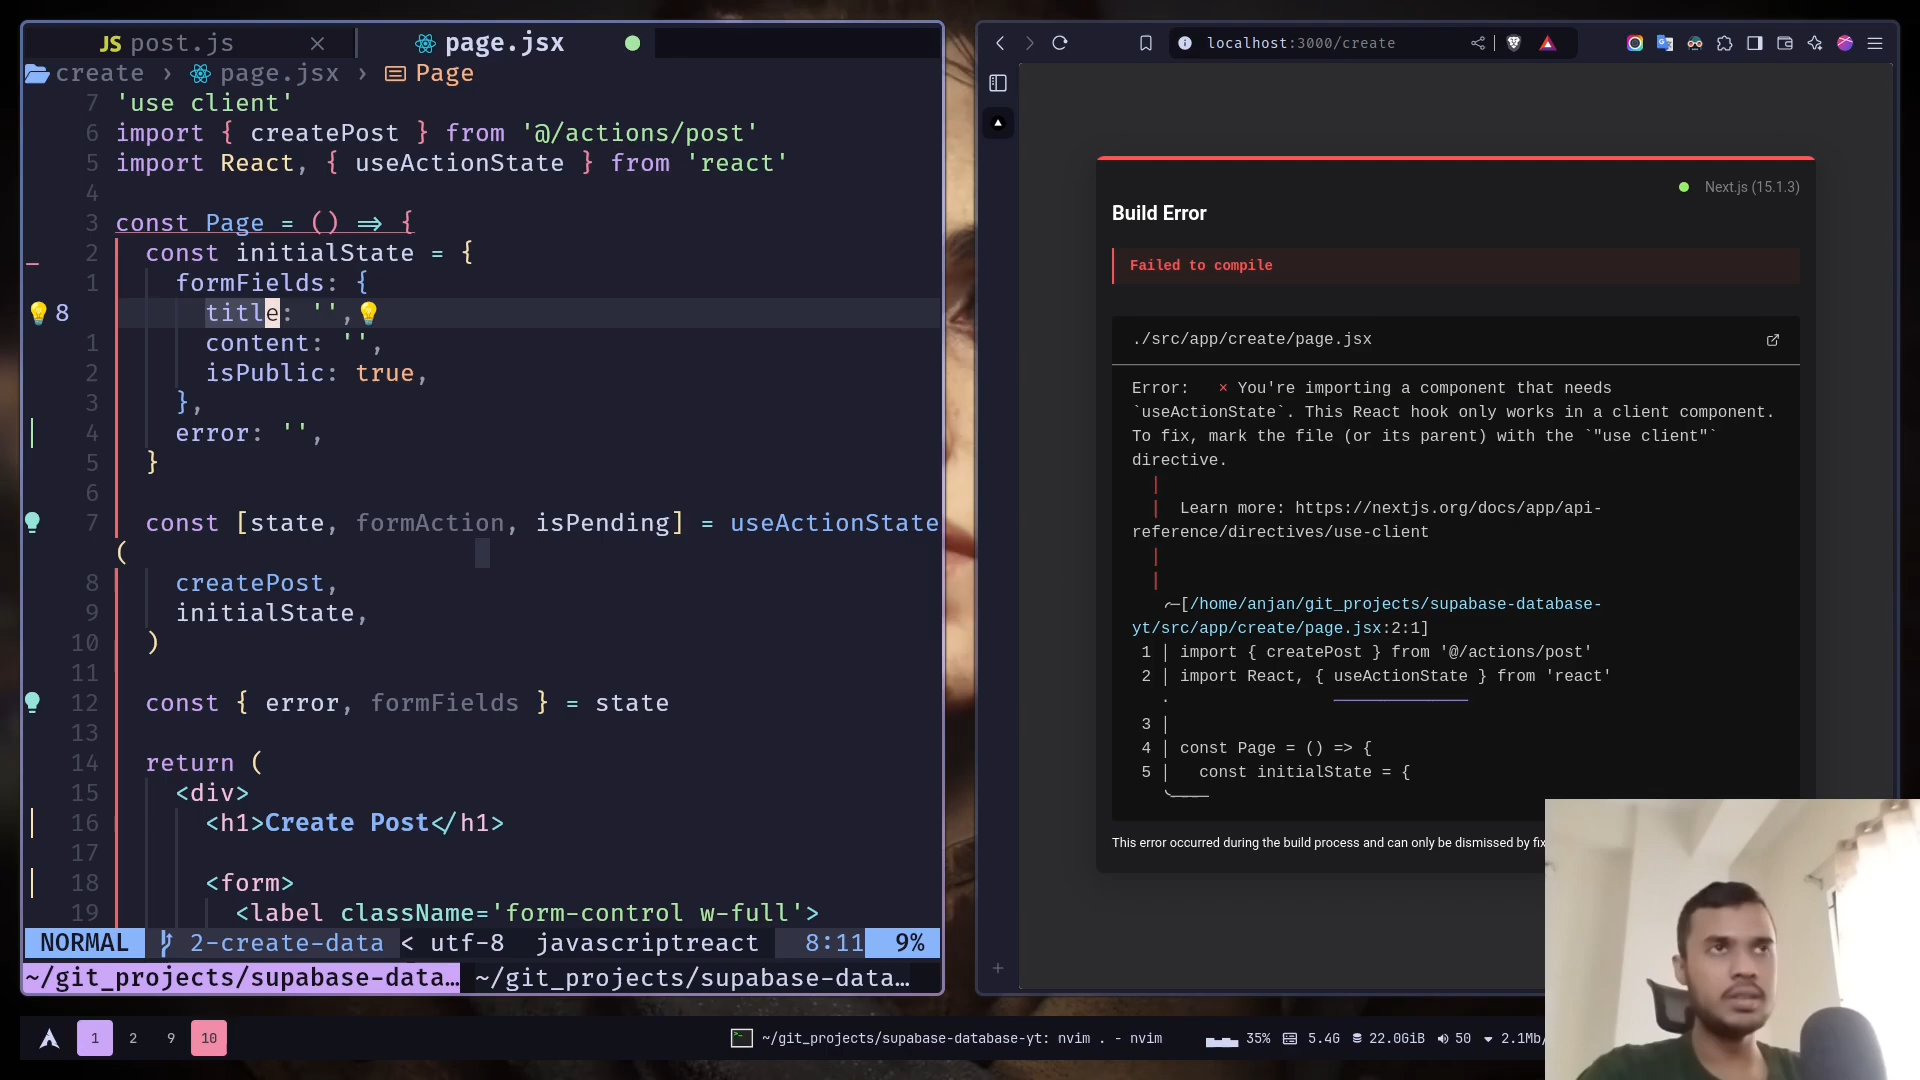 JS post.js
page.jsx
create › page.jsx › Page
7 'use client'
6 import { createPost } from '@/actions/post'
5 import React, { useActionState } from 'react'
4
3 const Page = () => {
2 const initialState = {
1 formFields: {
8 title: '',
1 content: '',
2 isPublic: true,
3 },
4 error: '',
5 }
6
7 const [state, formAction, isPending] = useActionState
(
8 createPost,
9 initialState,
10 )
11
12 const { error, formFields } = state
13
14 return (
15 <div>
16 <h1>Create Post</h1>
17
18 <form>
19 <label className='form-control w-full'>
NORMAL 2-create-data < utf-8 javascriptreact 8:11 9%
~/git_projects/supabase-data… ~/git_projects/supabase-data…
localhost:3000/create
Next.js (15.1.3)
Build Error
Failed to compile
./src/app/create/page.jsx
Error: × You're importing a component that needs
`useActionState`. This React hook only works in a client component.
To fix, mark the file (or its parent) with the `"use client"`
directive.
|
| Learn more: https://nextjs.org/docs/app/api-
reference/directives/use-client
|
|
╭─[/home/anjan/git_projects/supabase-database-
yt/src/app/create/page.jsx:2:1]
1 │ import { createPost } from '@/actions/post'
2 │ import React, { useActionState } from 'react'
3 │
4 │ const Page = () => {
5 │ const initialState = {
This error occurred during the build process and can only be dismissed by
1 2 9 10
~/git_projects/supabase-database-yt: nvim . - nvim
35% 5.4G 22.0GiB 50 2.1Mb/